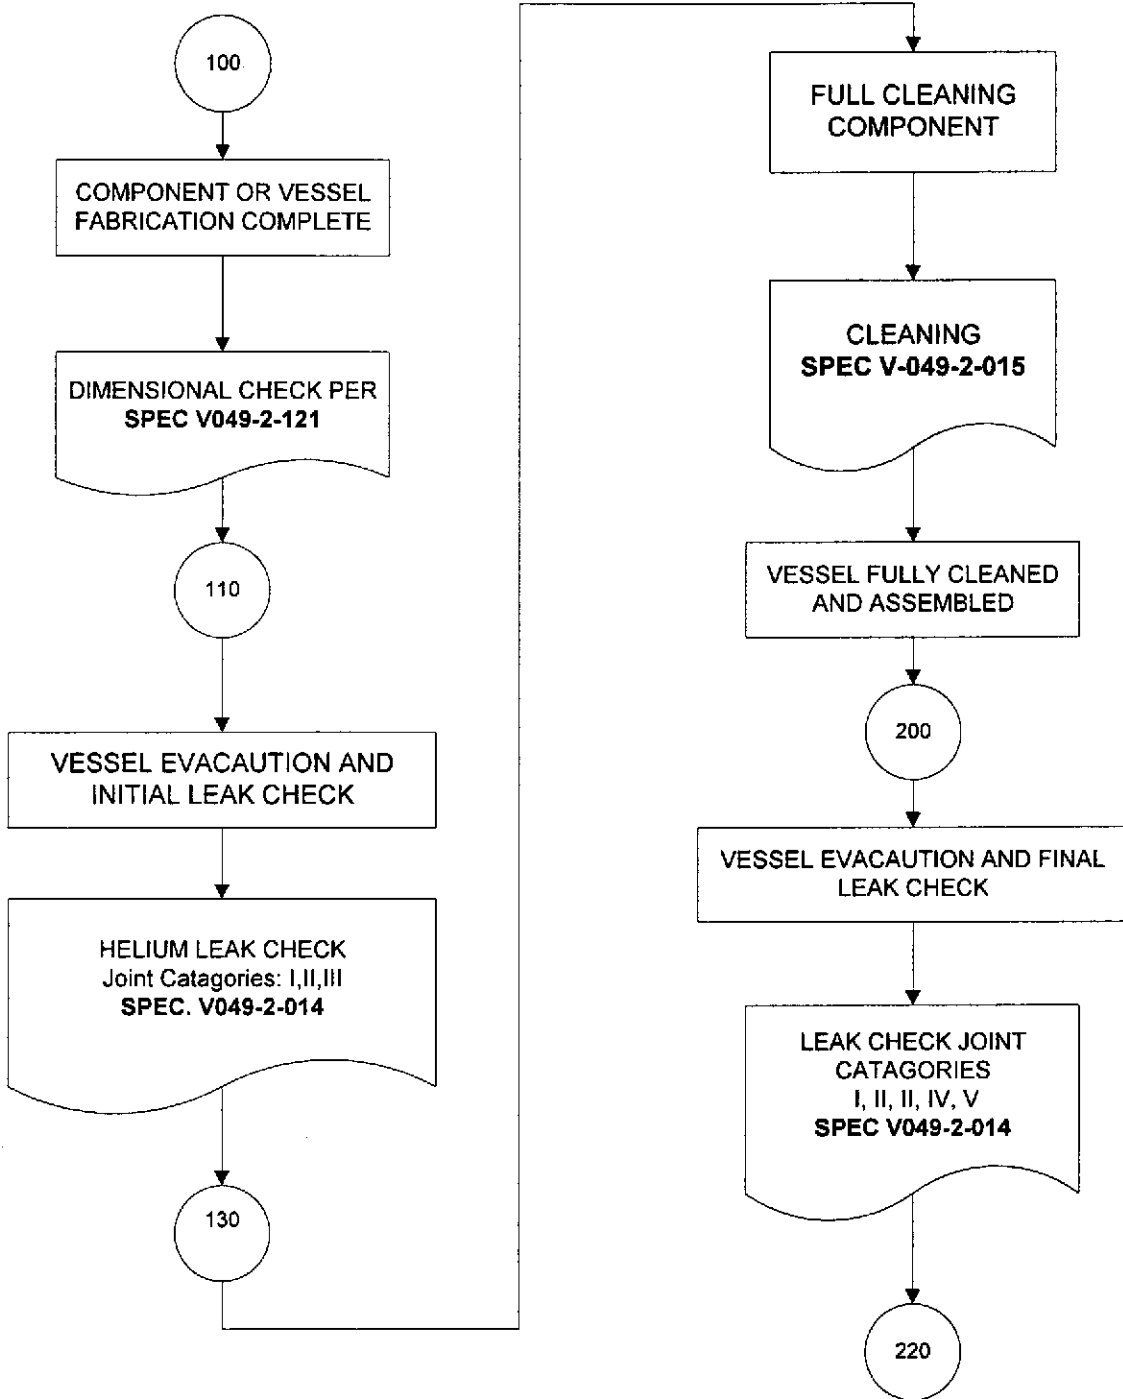 100
COMPONENT OR VESSEL
FABRICATION COMPLETE
DIMENSIONAL CHECK PER
SPEC V049-2-121
110
VESSEL EVACAUTION AND
INITIAL LEAK CHECK
HELIUM LEAK CHECK
Joint Catagories: I,II,III
SPEC. V049-2-014
130
FULL CLEANING
COMPONENT
CLEANING
SPEC V-049-2-015
VESSEL FULLY CLEANED
AND ASSEMBLED
200
VESSEL EVACAUTION AND FINAL
LEAK CHECK
LEAK CHECK JOINT
CATAGORIES
I, II, II, IV, V
SPEC V049-2-014
220